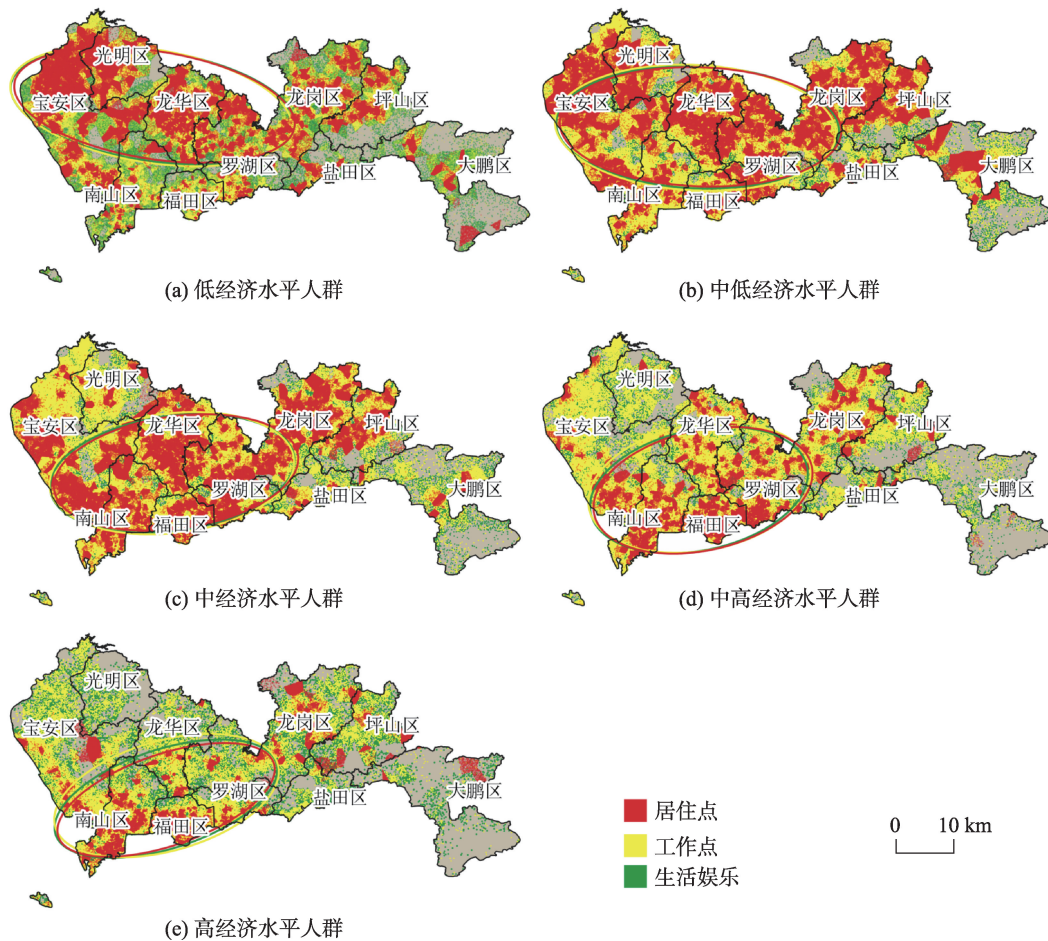 光明区
宝安区
龙华区
龙岗区
坪山区
罗湖区
盐田区
大鹏区
南山区
福田区
(a) 低经济水平人群
光明区
宝安区
龙华区
龙岗区
坪山区
罗湖区
盐田区
大鹏区
南山区
福田区
(b) 中低经济水平人群
光明区
宝安区
龙华区
龙岗区
坪山区
罗湖区
盐田区
大鹏区
南山区
福田区
(c) 中经济水平人群
光明区
宝安区
龙华区
龙岗区
坪山区
罗湖区
盐田区
大鹏区
南山区
福田区
(d) 中高经济水平人群
光明区
宝安区
龙华区
龙岗区
坪山区
罗湖区
盐田区
大鹏区
南山区
福田区
(e) 高经济水平人群
居住点
工作点
生活娱乐
0 10 km